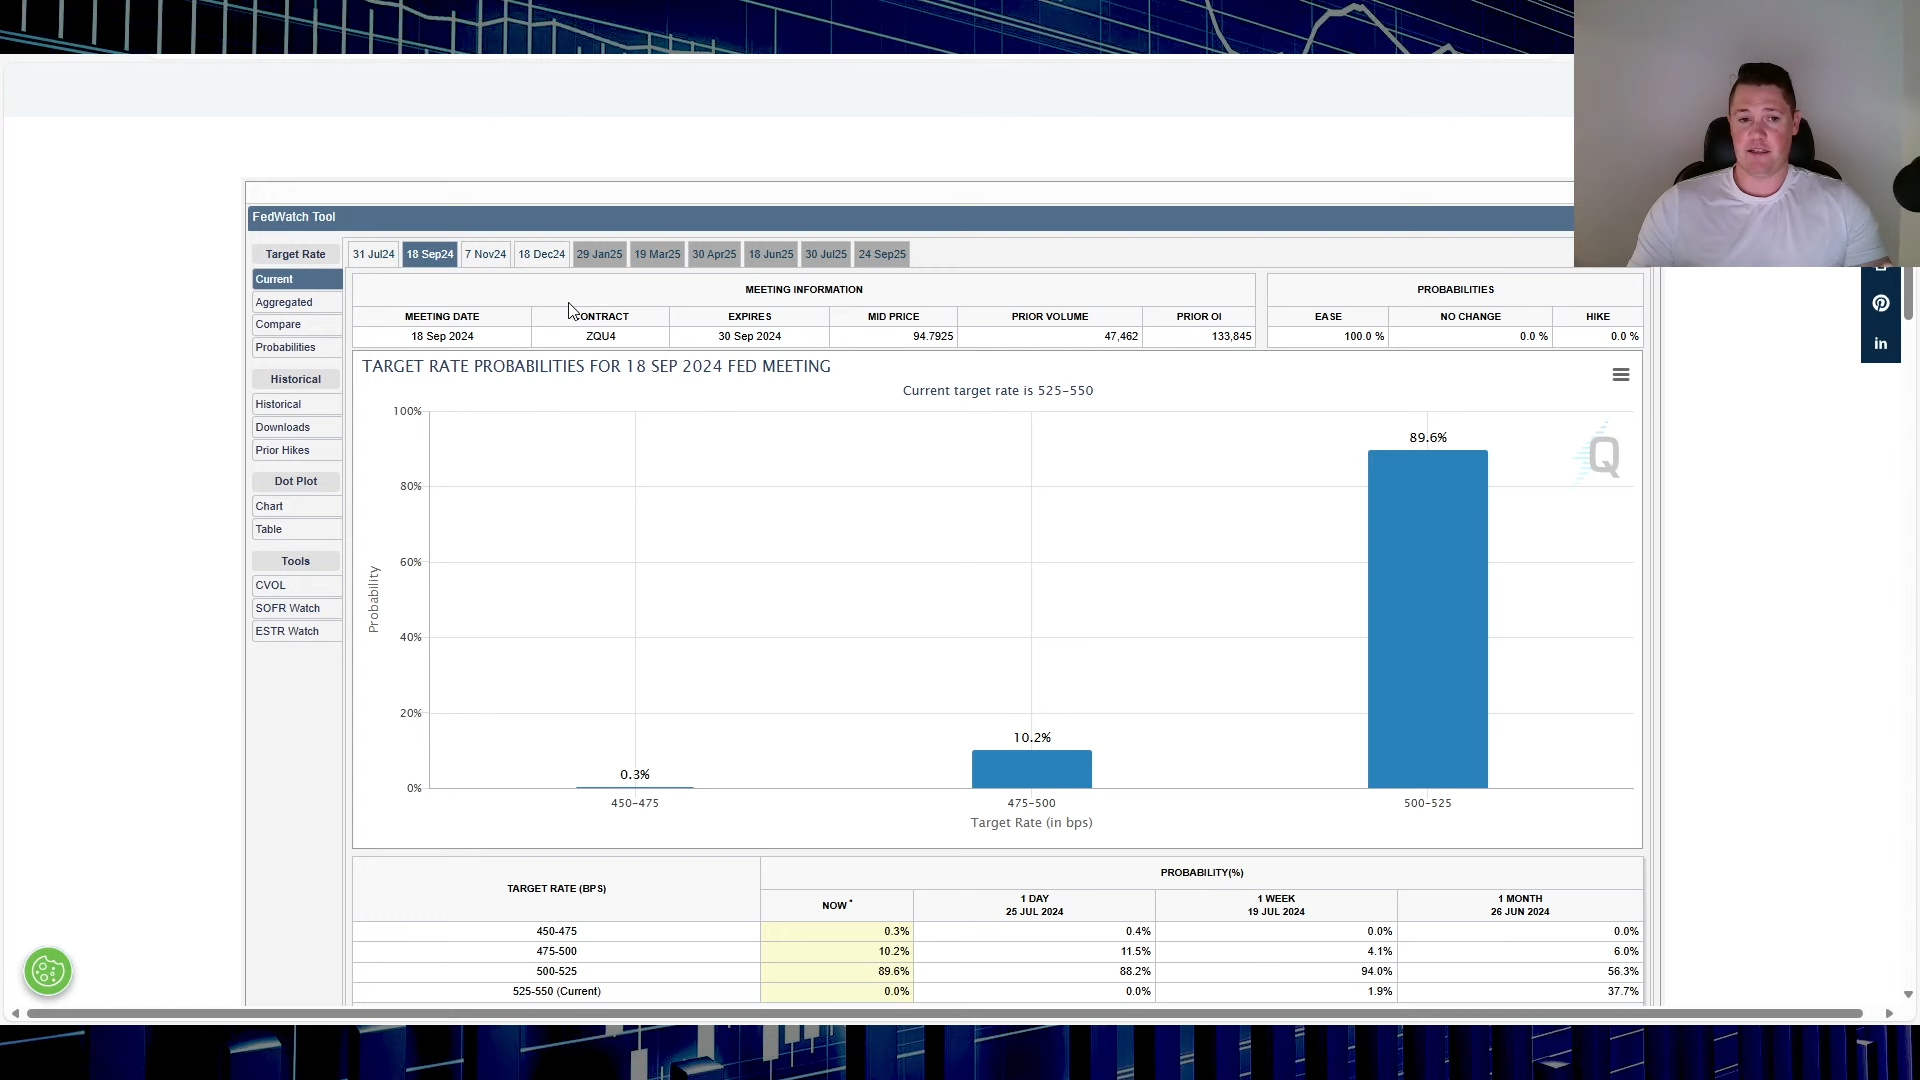 FedWatch Tool
Target Rate
31 Jul24 18 Sep24 7 Nov24 18 Dec24 29 Jan25 19 Mar25 30 Apr25 18 Jun25 30 Jul25 24 Sep25
Current
Aggregated
Compare
Probabilities
Historical
Historical
Downloads
Prior Hikes
Dot Plot
Chart
Table
Tools
CVOL
SOFR Watch
ESTR Watch
MEETING INFORMATION
MEETING DATE CONTRACT EXPIRES MID PRICE PRIOR VOLUME PRIOR OI
18 Sep 2024 ZQU4 30 Sep 2024 94.7925 47,462 133,845
PROBABILITIES
EASE NO CHANGE HIKE
100.0 % 0.0 % 0.0 %
TARGET RATE PROBABILITIES FOR 18 SEP 2024 FED MEETING
Current target rate is 525-550
100%
80%
60%
40%
20%
0%
Probability
0.3%
10.2%
89.6%
Q
450-475 475-500 500-525
Target Rate (in bps)
TARGET RATE (BPS) PROBABILITY(%)
NOW * 1 DAY 1 WEEK 1 MONTH
25 JUL 2024 19 JUL 2024 26 JUN 2024
450-475 0.3% 0.4% 0.0% 0.0%
475-500 10.2% 11.5% 4.1% 6.0%
500-525 89.6% 88.2% 94.0% 56.3%
525-550 (Current) 0.0% 0.0% 1.9% 37.7%
in